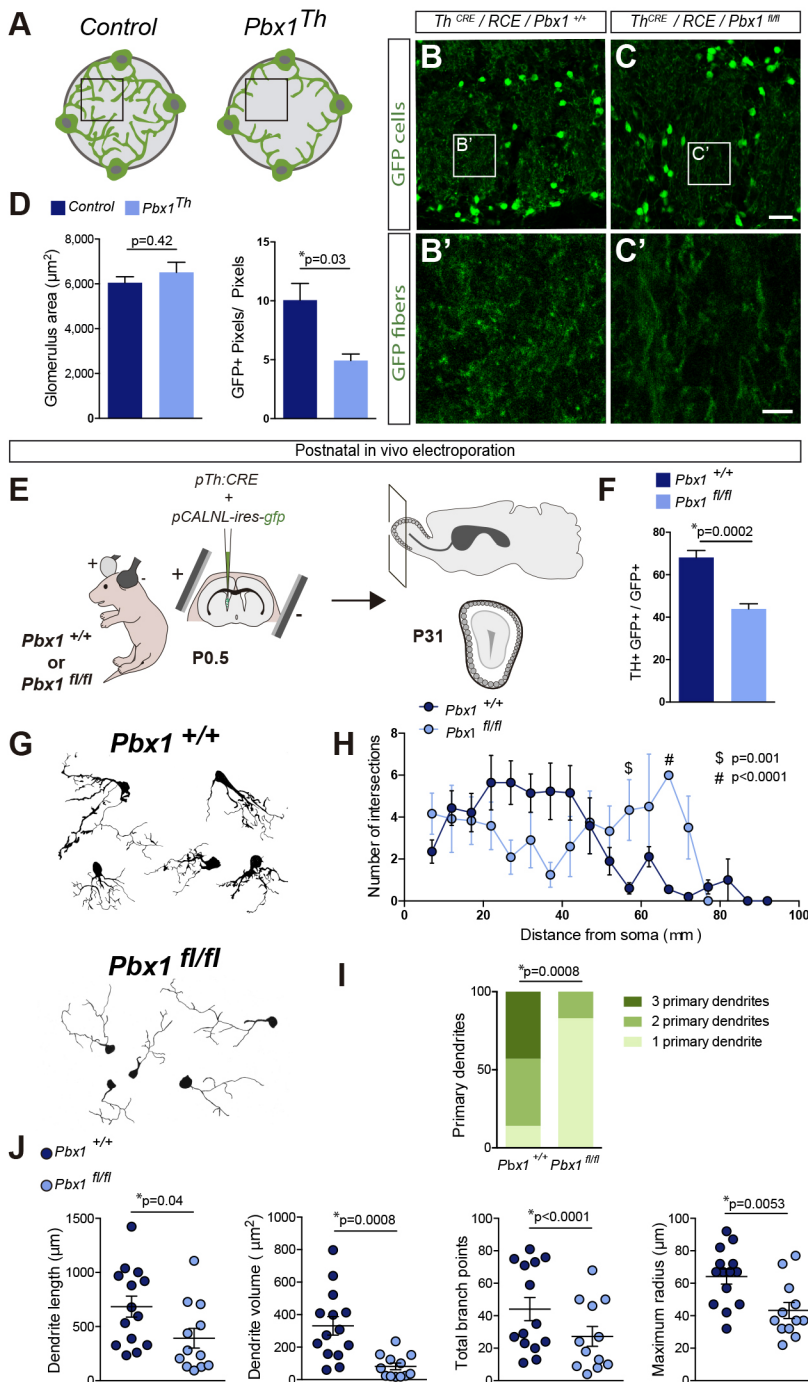 A
Control
Pbx1Th
ThCRE / RCE / Pbx1 +/+
ThCRE / RCE / Pbx1 fl/fl
GFP cells
B
B'
C
C'
GFP fibers
B'
C'
D
Control
Pbx1Th
Glomerulus area (µm2)
8,000
6,000
4,000
2,000
0
p=0.42
GFP+ Pixels/ Pixels
15
10
5
0
*p=0.03
Postnatal in vivo electroporation
E
pTh:CRE
+
pCALNL-ires-gfp
+
-
+
-
Pbx1 +/+
or
Pbx1 fl/fl
P0.5
P31
F
Pbx1 +/+
Pbx1 fl/fl
*p=0.0002
TH+ GFP+ / GFP+
80
60
40
20
0
G
Pbx1 +/+
Pbx1 fl/fl
H
Pbx1 +/+
Pbx1 fl/fl
$ p=0.001
# p<0.0001
$
#
Number of intersections
8
6
4
2
0
0
20
40
60
80
100
Distance from soma (mm)
I
*p=0.0008
Primary dendrites
100
50
0
Pbx1 +/+
Pbx1 fl/fl
3 primary dendrites
2 primary dendrites
1 primary dendrite
J
Pbx1 +/+
Pbx1 fl/fl
Dendrite length (µm)
1500
1000
500
0
*p=0.04
Dendrite volume ( µm2)
1000
800
600
400
200
0
*p=0.0008
Total branch points
100
80
60
40
20
0
*p<0.0001
Maximum radius (µm)
100
80
60
40
20
0
*p=0.0053